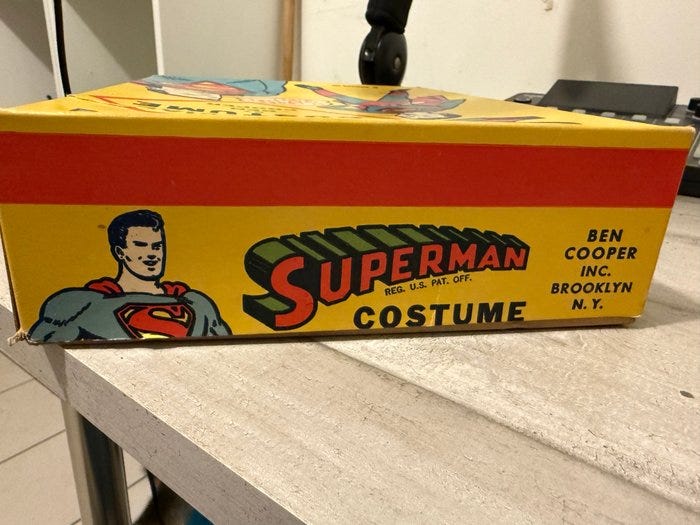 SUPERMAN
REG. U.S. PAT. OFF.
COSTUME
BEN
COOPER
INC.
BROOKLYN
N. Y.